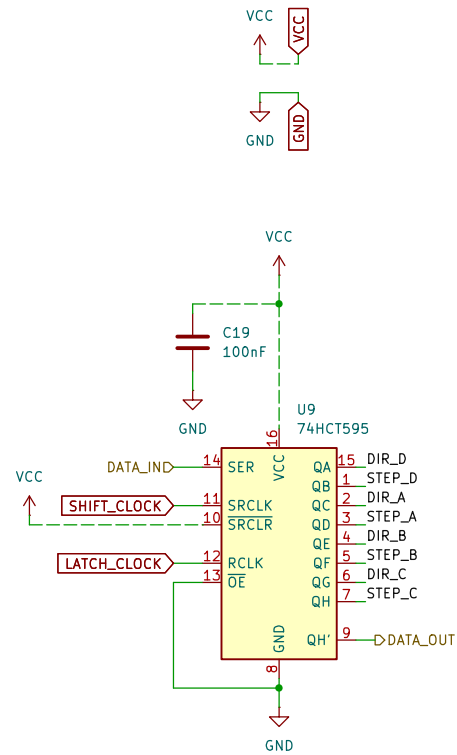 VCC
VCC
GND
GND
VCC
C19
100nF
GND
U9
74HCT595
16
VCC
DATA_IN
14
SER
QA
15
DIR_D
QB
1
STEP_D
VCC
SHIFT_CLOCK
11
SRCLK
QC
2
DIR_A
10
SRCLR
QD
3
STEP_A
QE
4
DIR_B
LATCH_CLOCK
12
RCLK
QF
5
STEP_B
13
OE
QG
6
DIR_C
QH
7
STEP_C
GND
8
QH'
9
DATA_OUT
GND